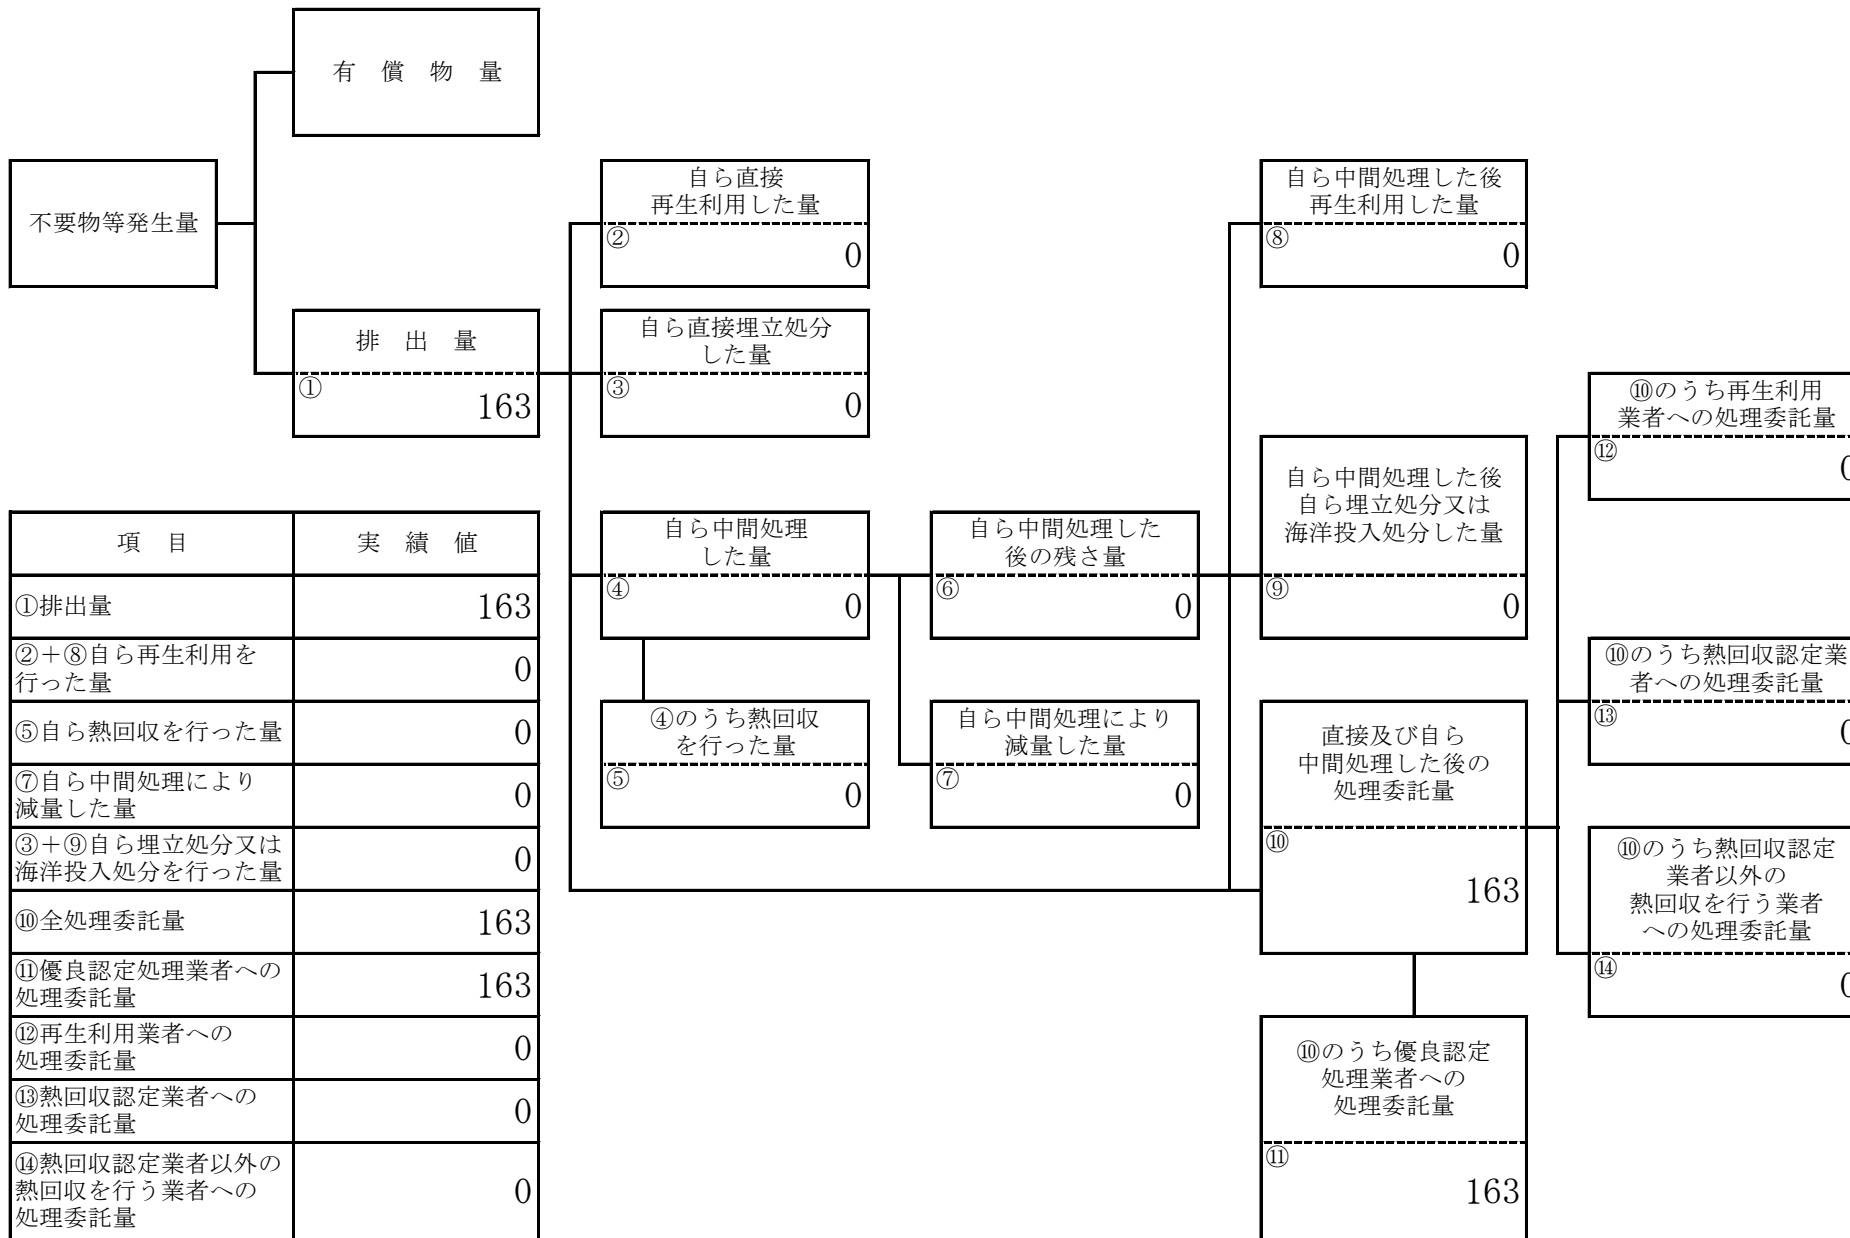 有 償 物 量
不要物等発生量
排 出 量
①
163
自ら直接
再生利用した量
②
0
自ら直接埋立処分
した量
③
0
自ら中間処理
した量
④
0
④のうち熱回収
を行った量
⑤
0
自ら中間処理した
後の残さ量
⑥
0
自ら中間処理により
減量した量
⑦
0
自ら中間処理した後
再生利用した量
⑧
0
自ら中間処理した後
自ら埋立処分又は
海洋投入処分した量
⑨
0
直接及び自ら
中間処理した後の
処理委託量
⑩
163
⑩のうち優良認定
処理業者への
処理委託量
⑪
163
⑩のうち再生利用
業者への処理委託量
⑫
0
⑩のうち熱回収認定業
者への処理委託量
⑬
0
⑩のうち熱回収認定
業者以外の
熱回収を行う業者
への処理委託量
⑭
0
項 目 実 績 値
①排出量 163
②＋⑧自ら再生利用を
行った量 0
⑤自ら熱回収を行った量 0
⑦自ら中間処理により
減量した量 0
③＋⑨自ら埋立処分又は
海洋投入処分を行った量 0
⑩全処理委託量 163
⑪優良認定処理業者への
処理委託量 163
⑫再生利用業者への
処理委託量 0
⑬熱回収認定業者への
処理委託量 0
⑭熱回収認定業者以外の
熱回収を行う業者への
処理委託量 0